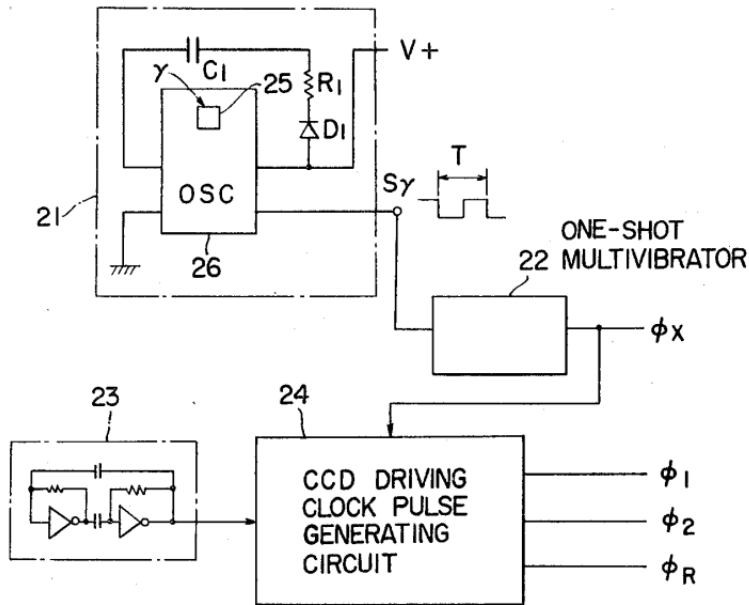 V+
C1
R1
γ
25
D1
OSC
T
Sγ
21
26
ONE-SHOT
22 MULTIVIBRATOR
ϕX
23
24
CCD DRIVING
CLOCK PULSE
GENERATING
CIRCUIT
ϕ1
ϕ2
ϕR